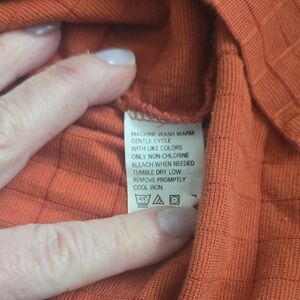 MACHINE WASH WARM
GENTLE CYCLE
WITH LIKE COLORS
ONLY NON-CHLORINE
BLEACH WHEN NEEDED
TUMBLE DRY LOW
REMOVE PROMPTLY
COOL IRON